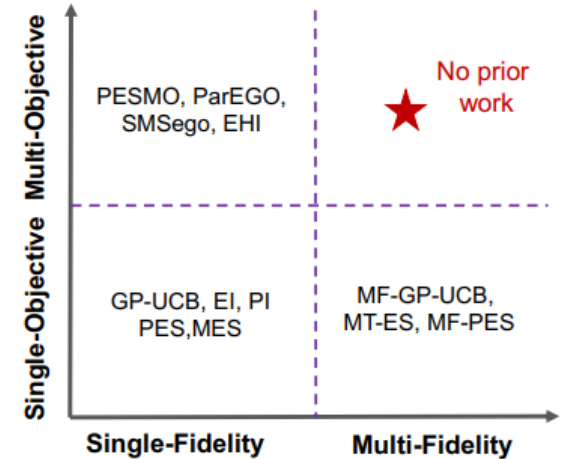 Multi-Objective
PESMO, ParEGO,
SMSego, EHI
No prior
work
Single-Objective
GP-UCB, EI, PI
PES,MES
MF-GP-UCB,
MT-ES, MF-PES
Single-Fidelity
Multi-Fidelity